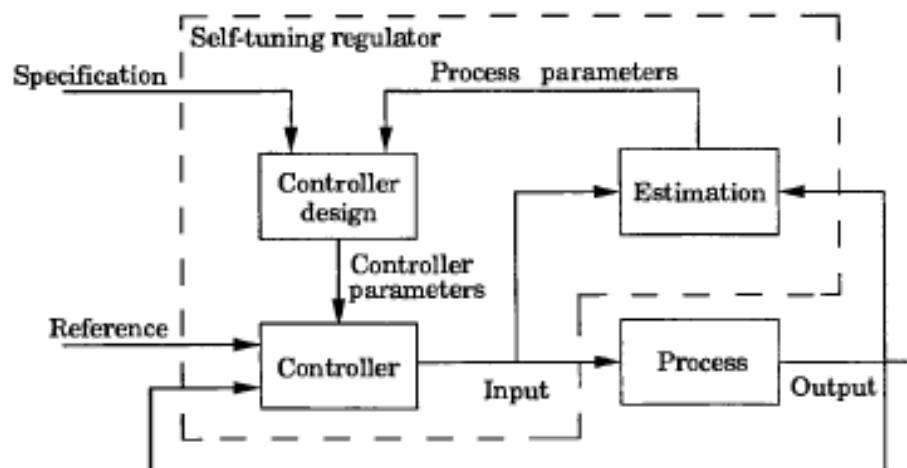 Self-tuning regulator
Specification
Process parameters
Controller
design
Estimation
Controller
parameters
Reference
Controller
Input
Process
Output